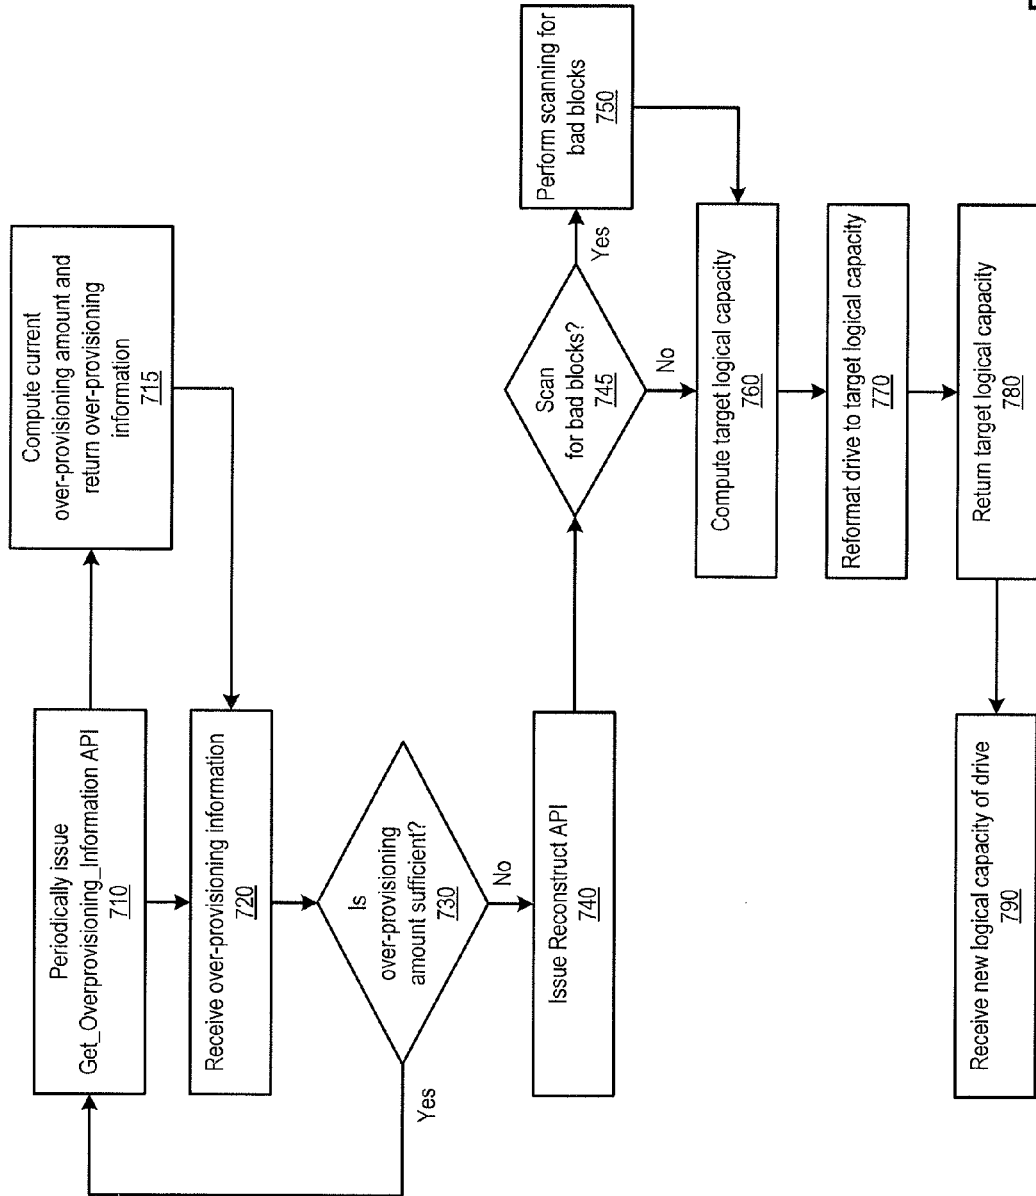 Periodically issue
Get_Overprovisioning_Information API
710
Compute current
over-provisioning amount and
return over-provisioning
information
715
Receive over-provisioning information
720
Is
over-provisioning
amount sufficient?
730
Yes
No
Issue Reconstruct API
740
Scan
for bad blocks?
745
Yes
No
Perform scanning for
bad blocks
750
Compute target logical capacity
760
Reformat drive to target logical capacity
770
Return target logical capacity
780
Receive new logical capacity of drive
790